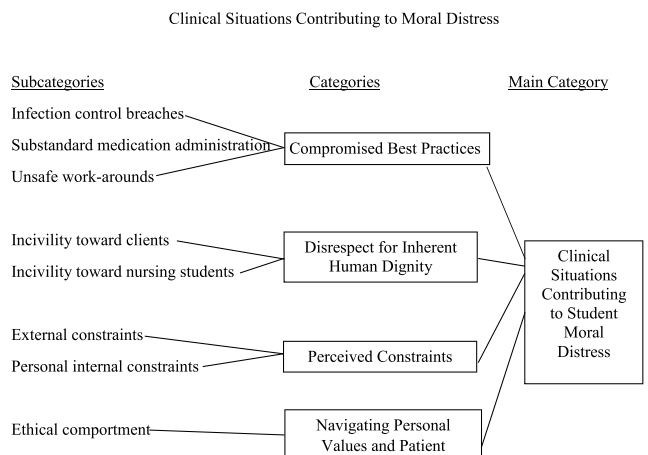 Clinical Situations Contributing to Moral Distress
Subcategories
Categories
Main Category
Infection control breaches
Substandard medication administration
Unsafe work-arounds
Compromised Best Practices
Incivility toward clients
Incivility toward nursing students
Disrespect for Inherent
Human Dignity
External constraints
Personal internal constraints
Perceived Constraints
Ethical comportment
Navigating Personal
Values and Patient
Clinical
Situations
Contributing
to Student
Moral
Distress